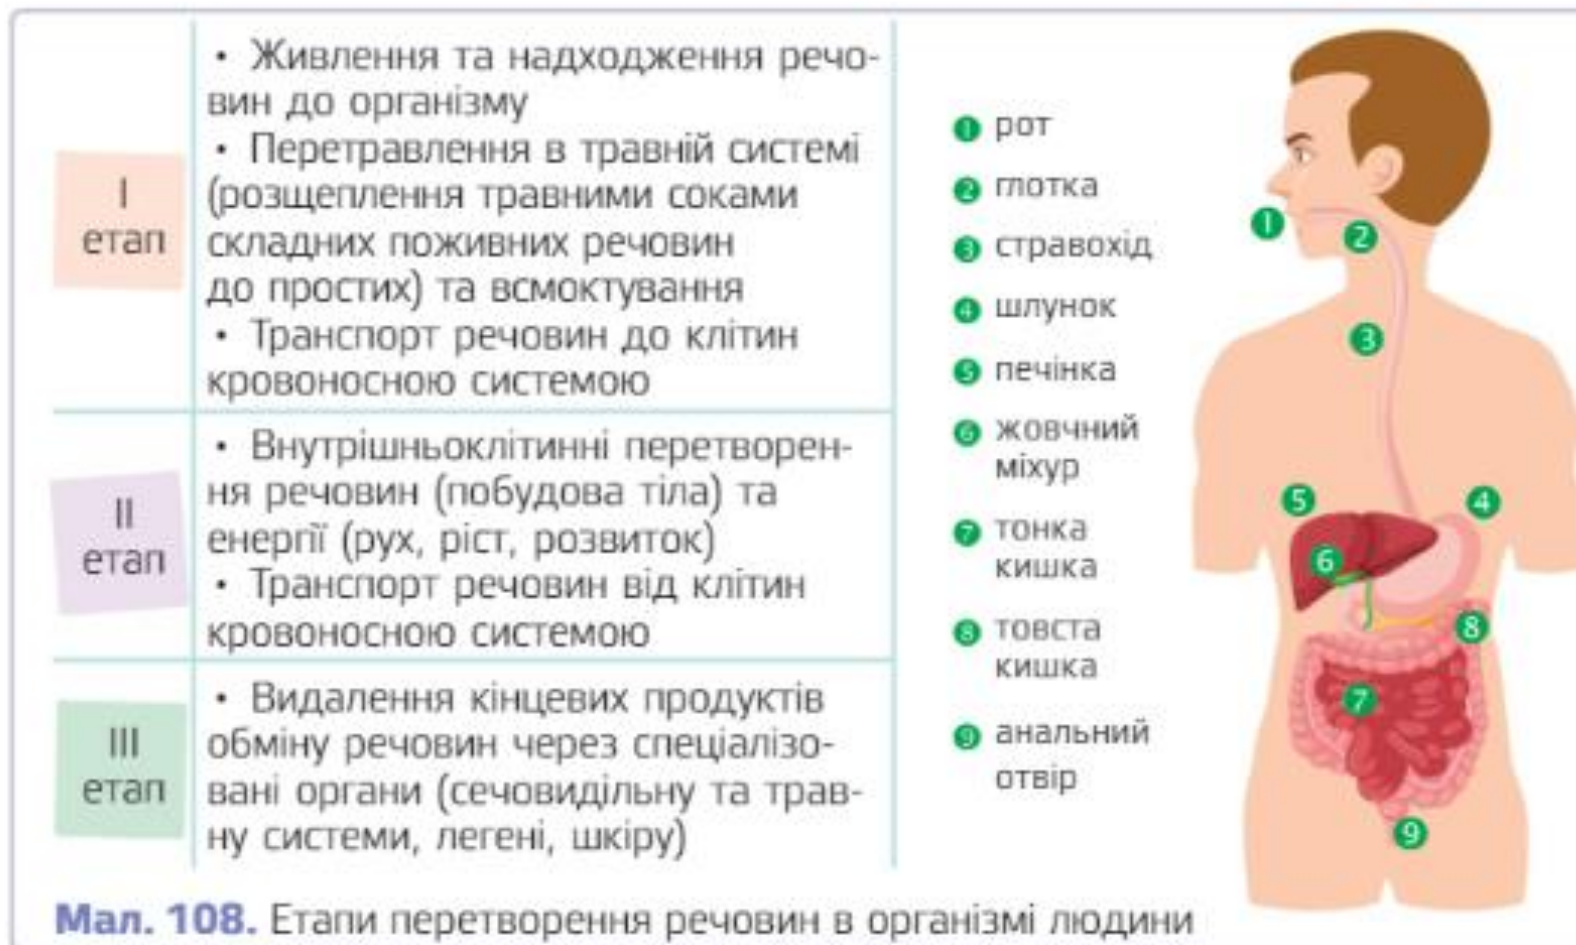 I
етап
• Живлення та надходження речо-
вин до організму
• Перетравлення в травній системі
(розщеплення травними соками
складних поживних речовин
до простих) та всмоктування
• Транспорт речовин до клітин
кровоносною системою
II
етап
• Внутрішньоклітинні перетворен-
ня речовин (побудова тіла) та
енергії (рух, ріст, розвиток)
• Транспорт речовин від клітин
кровоносною системою
III
етап
• Видалення кінцевих продуктів
обміну речовин через спеціалізо-
вані органи (сечовидільну та трав-
ну системи, легені, шкіру)
1 рот
2 глотка
3 стравохід
4 шлунок
5 печінка
6 жовчний
міхур
7 тонка
кишка
8 товста
кишка
9 анальний
отвір
1
2
3
5
4
6
8
7
9
Мал. 108. Етапи перетворення речовин в організмі людини